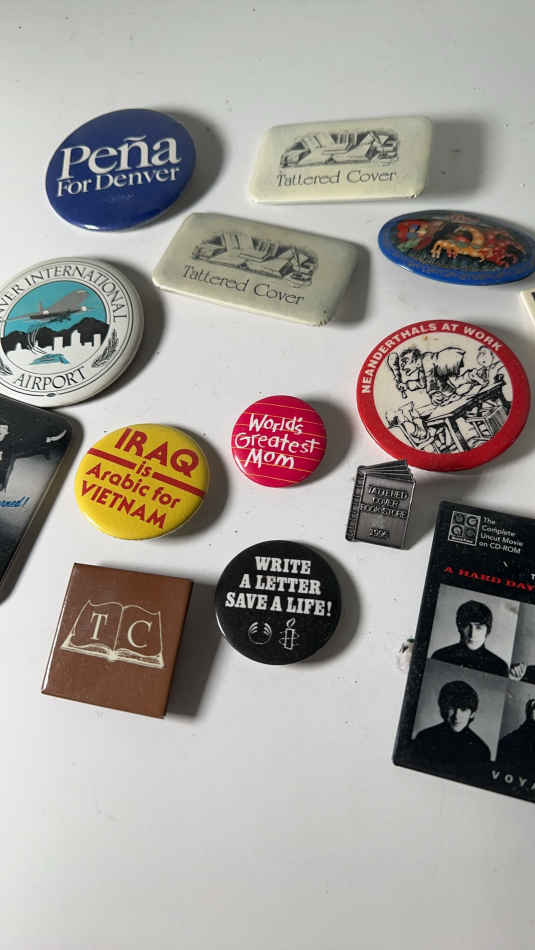 Peña
For Denver
Tattered Cover
Tattered Cover
DENVER INTERNATIONAL
AIRPORT
NEANDERTHALS AT WORK
World's
Greatest
Mom
IRAQ
is
Arabic for
VIETNAM
TATTERED
COVER
BOOK STORE
1996
The
Complete
Uncut Movie
on CD-ROM
A HARD DAY
WRITE
A LETTER
SAVE A LIFE!
T C
VOYA